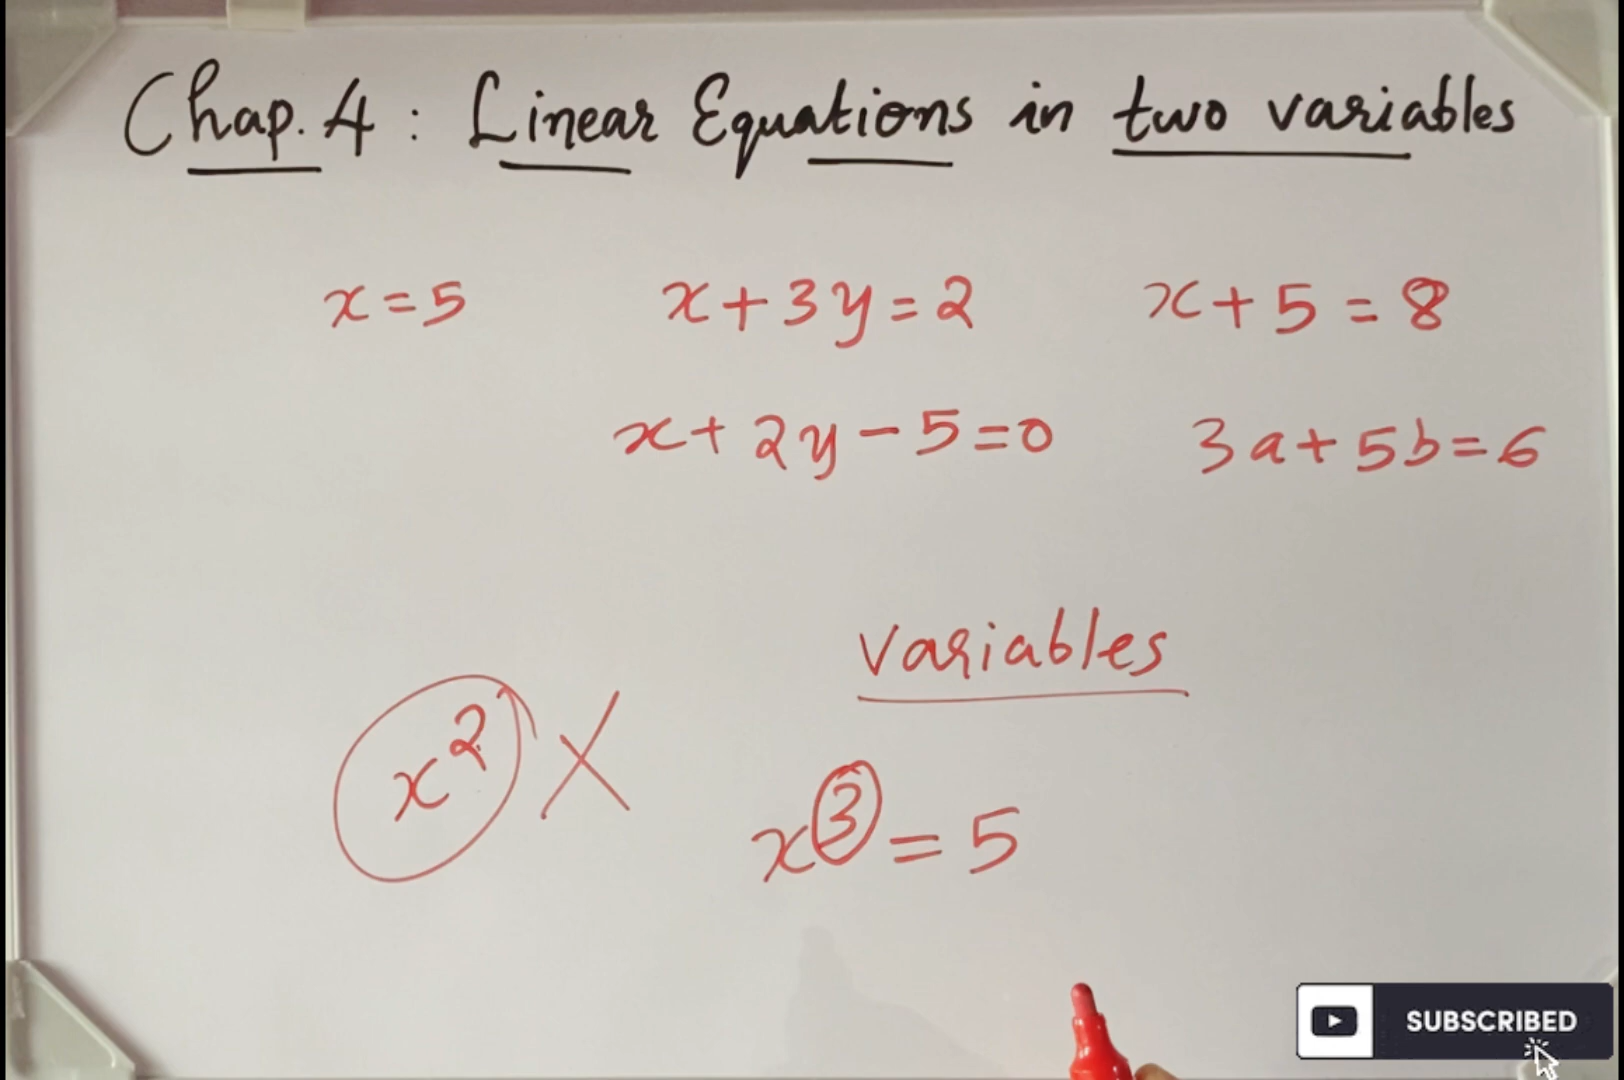 Chap. 4 : Linear Equations in two variables
x = 5 x + 3y = 2 x + 5 = 8
x + 2y - 5 = 0 3a + 5b = 6
variables
x² X
x³ = 5
SUBSCRIBED